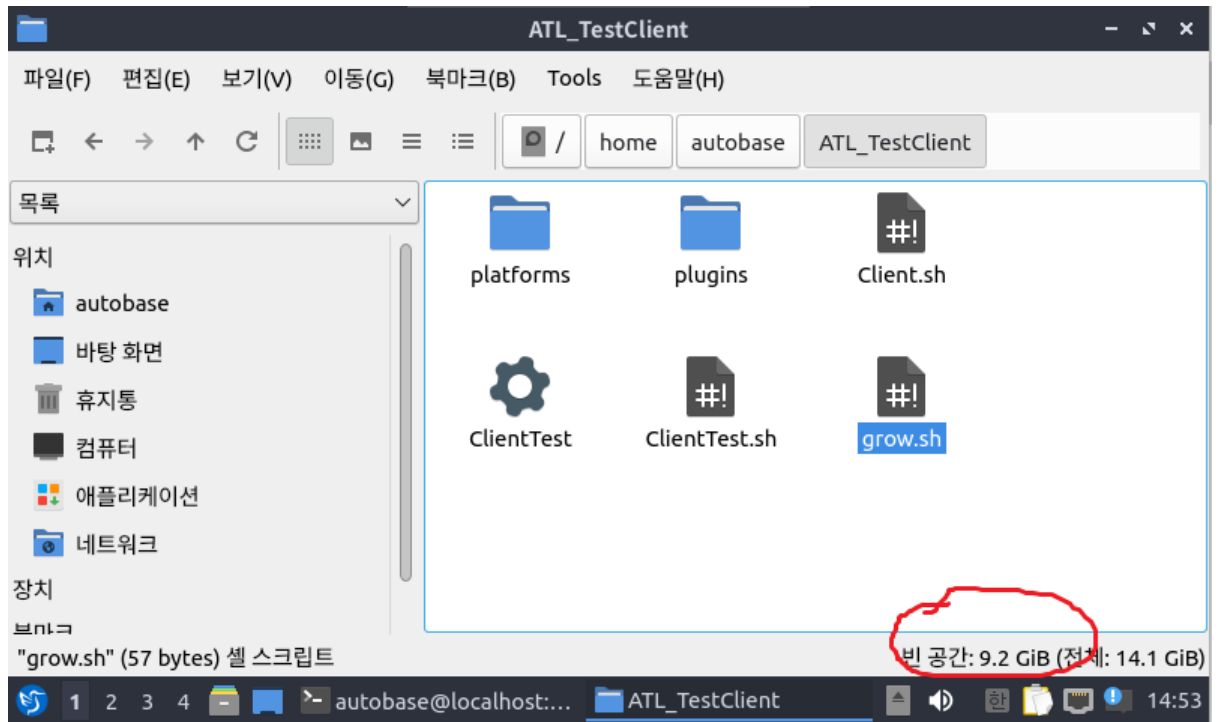 ATL_TestClient
파일(F) 편집(E) 보기(V) 이동(G) 북마크(B) Tools 도움말(H)
/ home autobase ATL_TestClient
목록
위치
autobase
바탕 화면
휴지통
컴퓨터
애플리케이션
네트워크
장치
북마크
platforms plugins Client.sh
ClientTest ClientTest.sh grow.sh
"grow.sh" (57 bytes) 셸 스크립트 빈 공간: 9.2 GiB (전체: 14.1 GiB)
1 2 3 4 autobase@localhost:... ATL_TestClient 한 14:53